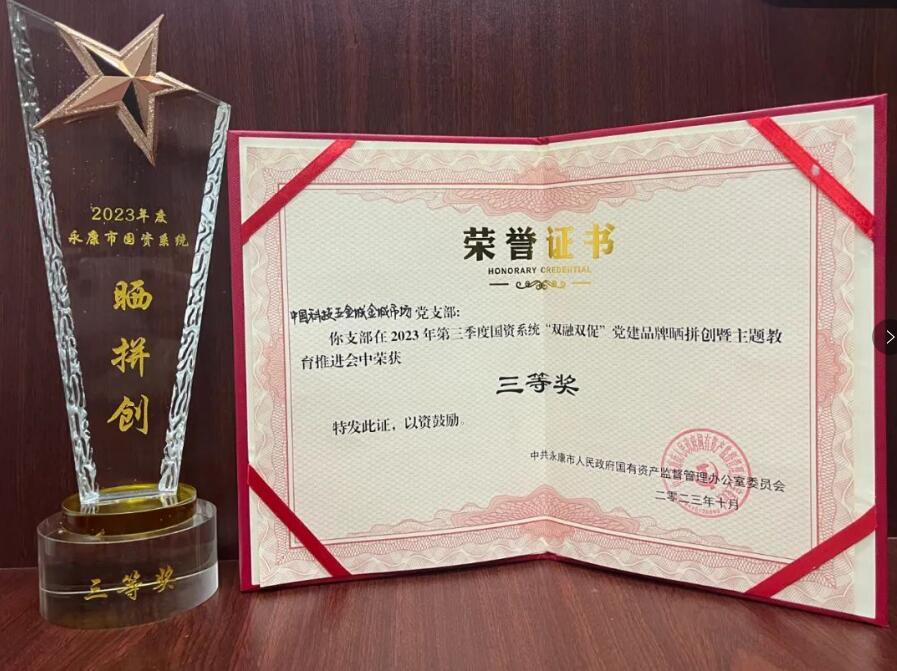 2023年度
永康市国资系统
晒
拼
创
三等奖
荣誉证书
HONORARY CREDENTIAL
中国科技五金城金城市场党支部:
你支部在2023年第三季度国资系统“双融双促”党建品牌晒拼创暨主题教
育推进会中荣获
三等奖
特发此证，以资鼓励。
中共永康市人民政府国有资产监督管理办公室委员会
二零二三年十月